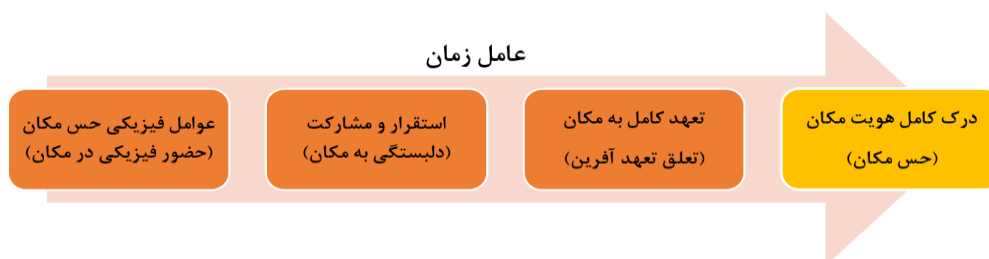 عامل زمان
عوامل فیزیکی حس مکان
(حضور فیزیکی در مکان)
استقرار و مشارکت
(دلبستگی به مکان)
تعهد کامل به مکان
(تعلق تعهد آفرین)
درک کامل هویت مکان
(حس مکان)